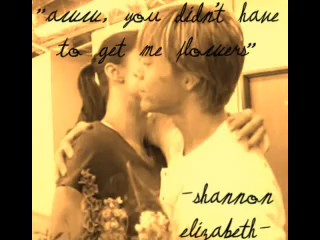 "awww, you didn't have
to get me flowers"
-shannon
elizabeth-